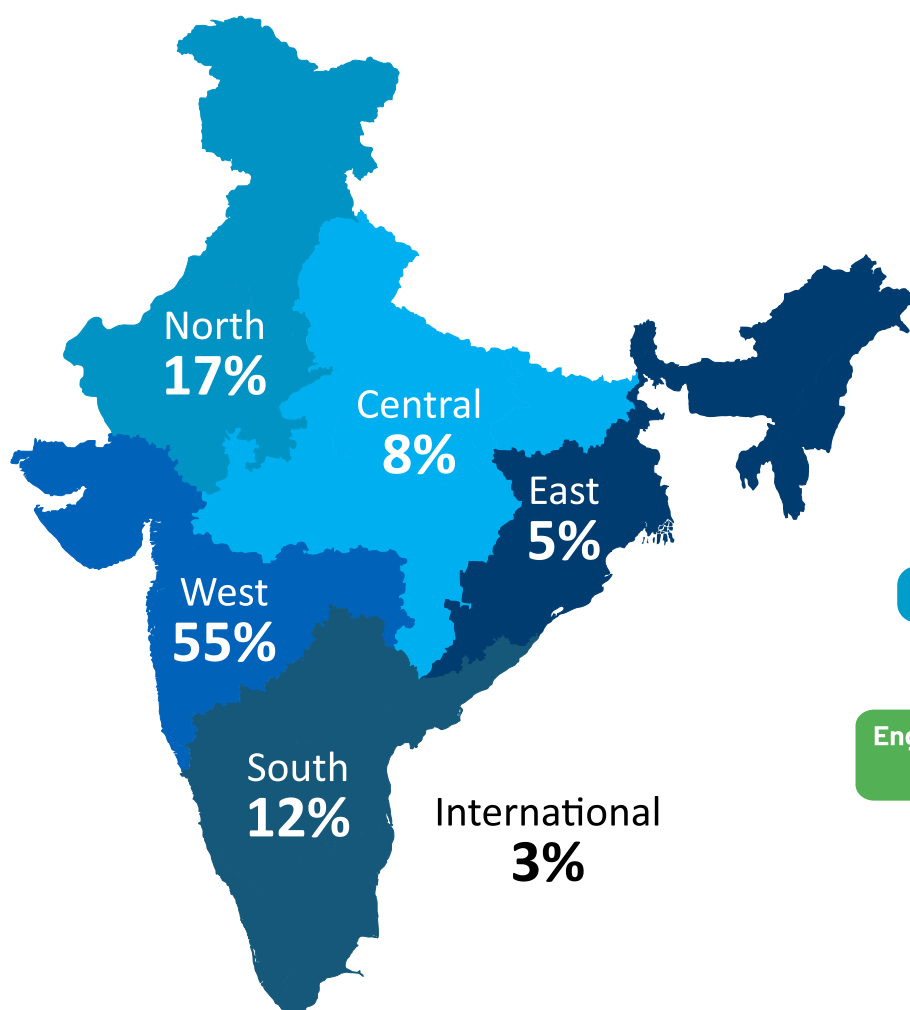 North
17%
Central
8%
East
5%
West
55%
South
12%
International
3%